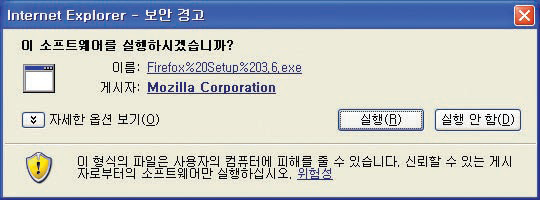 Internet Explorer - 보안 경고
이 소프트웨어를 실행하시겠습니까?
이름: Firefox%20Setup%203.6.exe
게시자: Mozilla Corporation
자세한 옵션 보기(O)
실행(R)
실행 안 함(D)
이 형식의 파일은 사용자의 컴퓨터에 피해를 줄 수 있습니다. 신뢰할 수 있는 게시
자로부터의 소프트웨어만 실행하십시오. 위험성